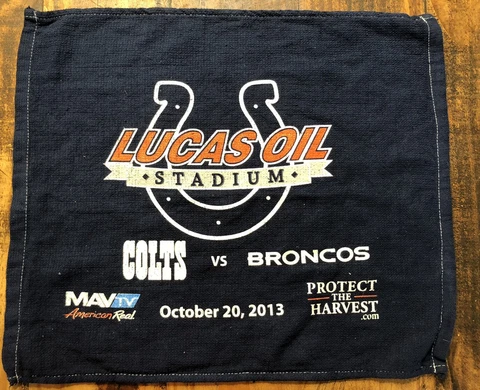 LUCAS OIL
STADIUM
COLTS VS BRONCOS
MAVTV
American Real.
October 20, 2013
PROTECT
THE
HARVEST
.com